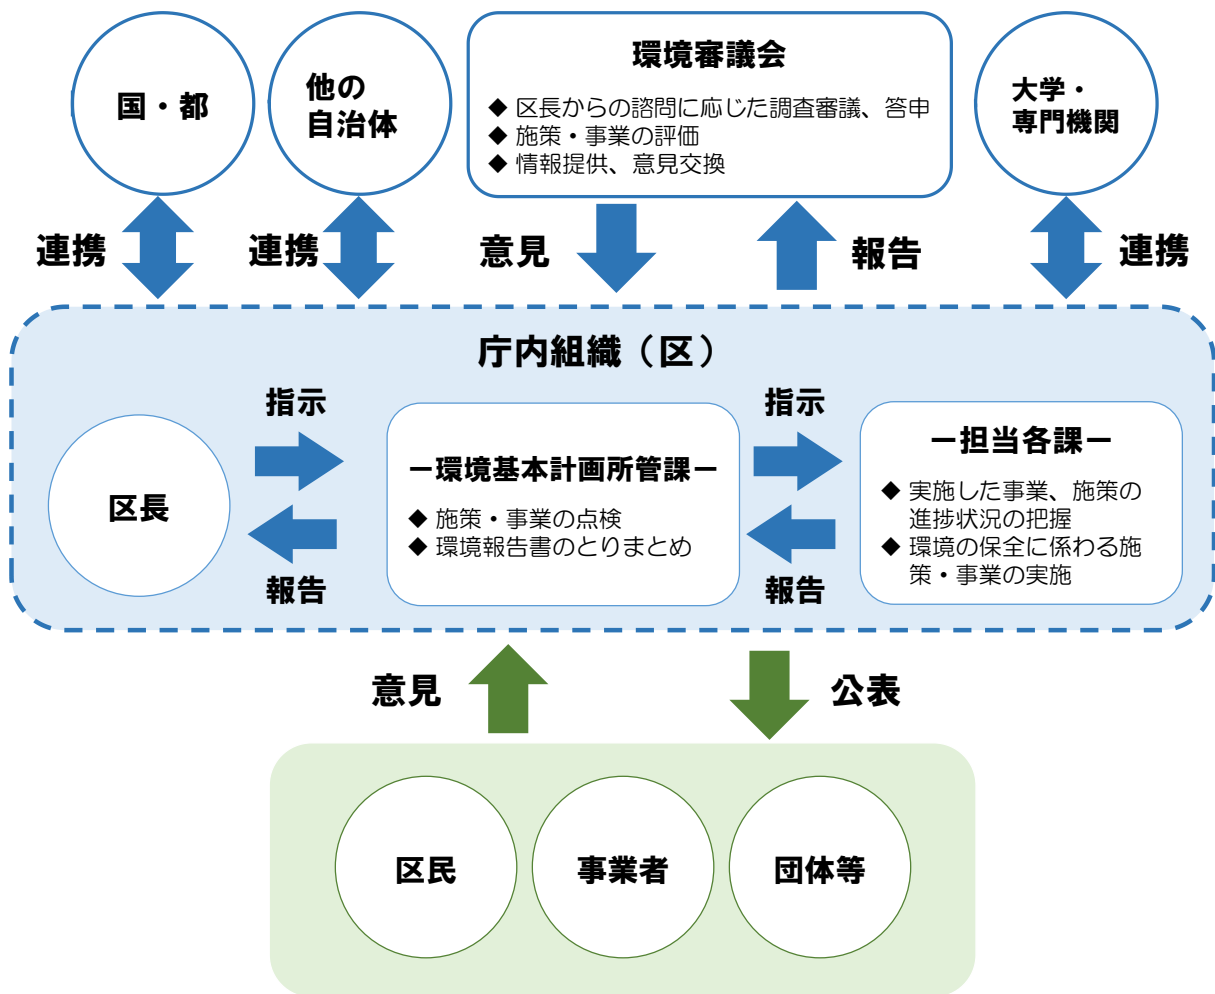 国・都
他の
自治体
環境審議会
◆ 区長からの諮問に応じた調査審議、答申
◆ 施策・事業の評価
◆ 情報提供、意見交換
大学・
専門機関
連携
連携
意見
報告
連携
庁内組織（区）
区長
指示
報告
－環境基本計画所管課－
◆ 施策・事業の点検
◆ 環境報告書のとりまとめ
指示
報告
－担当各課－
◆ 実施した事業、施策の
進捗状況の把握
◆ 環境の保全に係わる施
策・事業の実施
意見
公表
区民
事業者
団体等